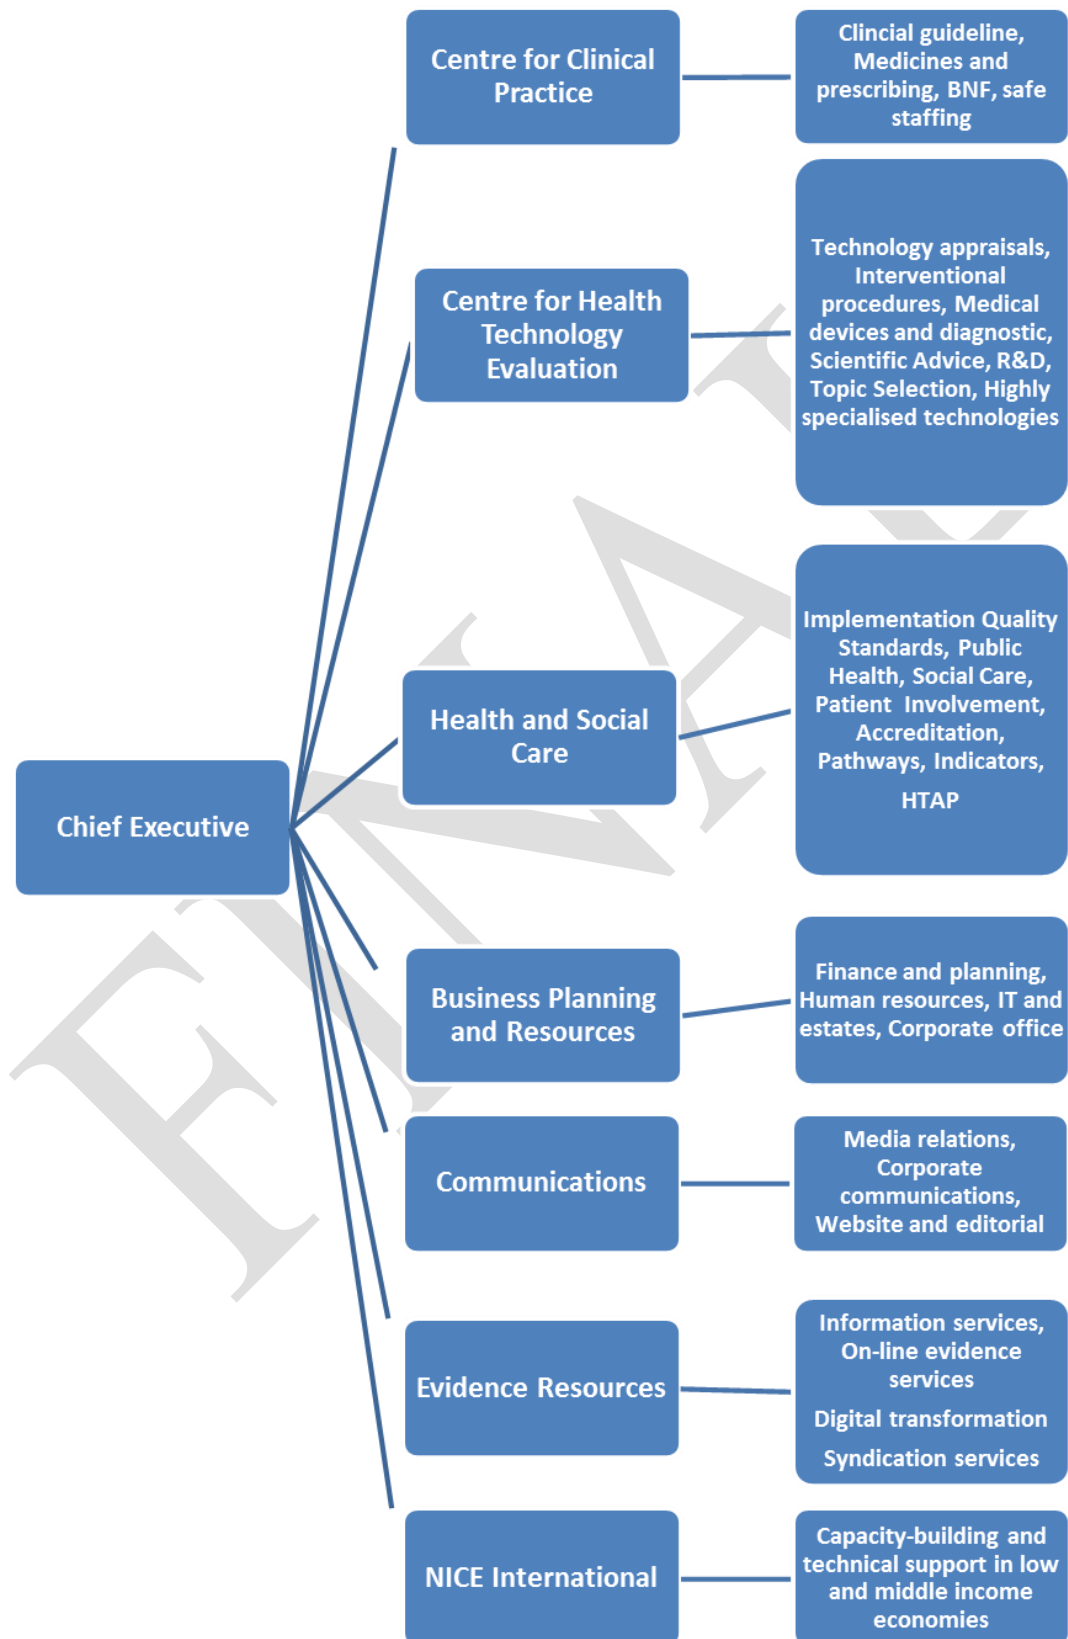 Centre for Clinical
Practice
Clincial guideline,
Medicines and
prescribing, BNF, safe
staffing
Centre for Health
Technology
Evaluation
Technology appraisals,
Interventional
procedures, Medical
devices and diagnostic,
Scientific Advice, R&D,
Topic Selection, Highly
specialised technologies
Health and Social
Care
Implementation Quality
Standards, Public
Health, Social Care,
Patient Involvement,
Accreditation,
Pathways, Indicators,
HTAP
Chief Executive
Business Planning
and Resources
Finance and planning,
Human resources, IT and
estates, Corporate office
Communications
Media relations,
Corporate
communications,
Website and editorial
Evidence Resources
Information services,
On-line evidence
services
Digital transformation
Syndication services
NICE International
Capacity-building and
technical support in low
and middle income
economies
FINAL